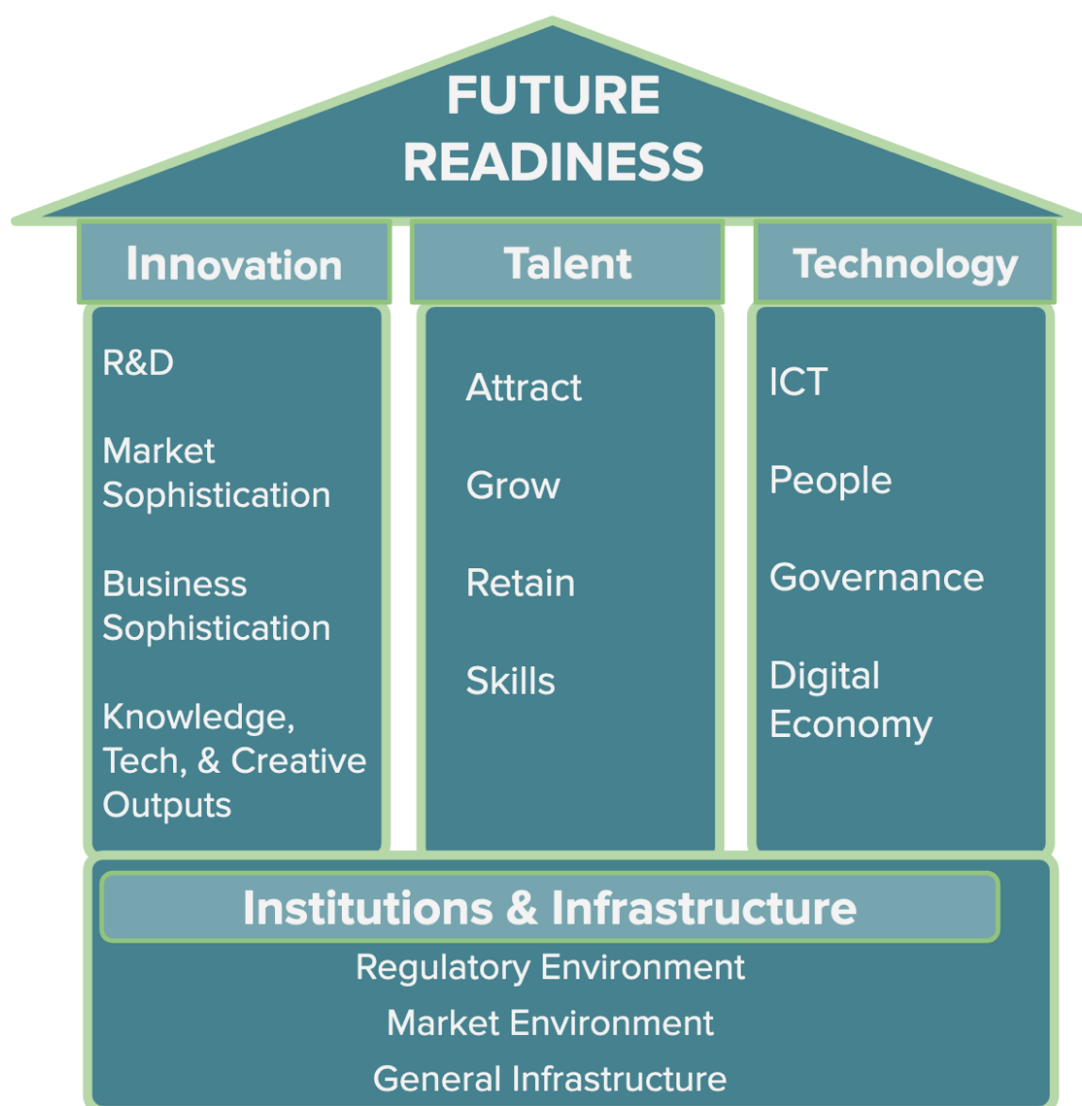 FUTURE
READINESS
Innovation
R&D
Market
Sophistication
Business
Sophistication
Knowledge,
Tech, & Creative
Outputs
Talent
Attract
Grow
Retain
Skills
Technology
ICT
People
Governance
Digital
Economy
Institutions & Infrastructure
Regulatory Environment
Market Environment
General Infrastructure